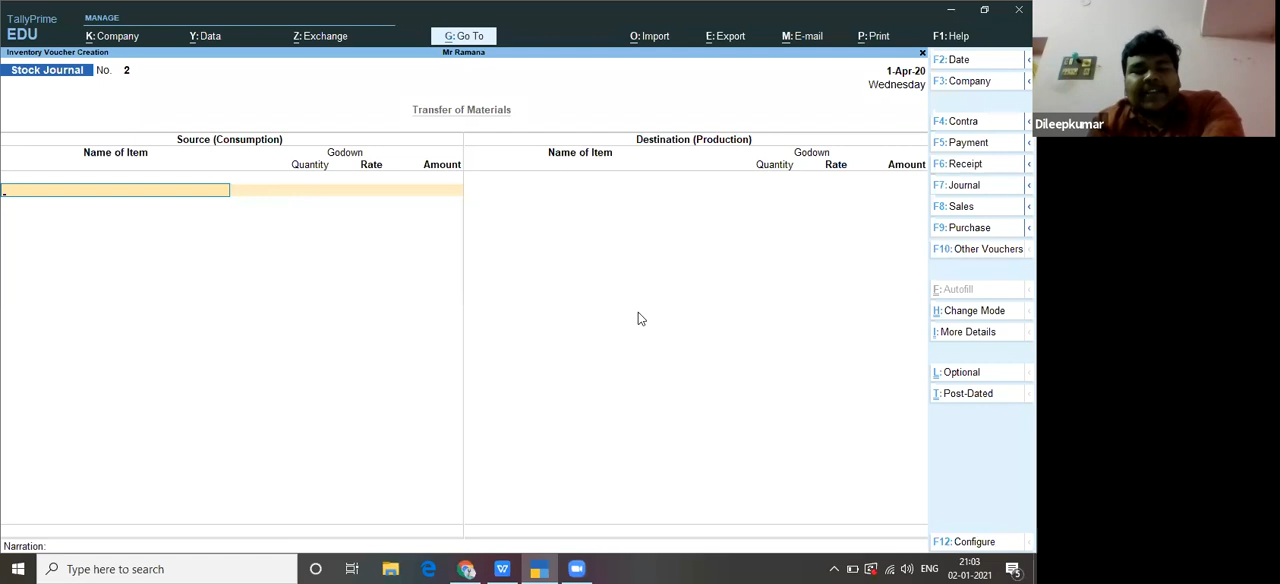 TallyPrime
EDU
MANAGE
K: Company
Y: Data
Z: Exchange
G: Go To
O: Import
E: Export
M: E-mail
P: Print
F1: Help
Inventory Voucher Creation
Mr Ramana
Stock Journal No. 2
1-Apr-20
Wednesday
Transfer of Materials
Source (Consumption)
Destination (Production)
Name of Item
Godown
Quantity Rate Amount
Name of Item
Godown
Quantity Rate Amount
Narration:
F2: Date
F3: Company
F4: Contra
F5: Payment
F6: Receipt
F7: Journal
F8: Sales
F9: Purchase
F10: Other Vouchers
F: Autofill
H: Change Mode
I: More Details
L: Optional
T: Post-Dated
F12: Configure
Dileepkumar
Type here to search
ENG
21:03
02-01-2021
5